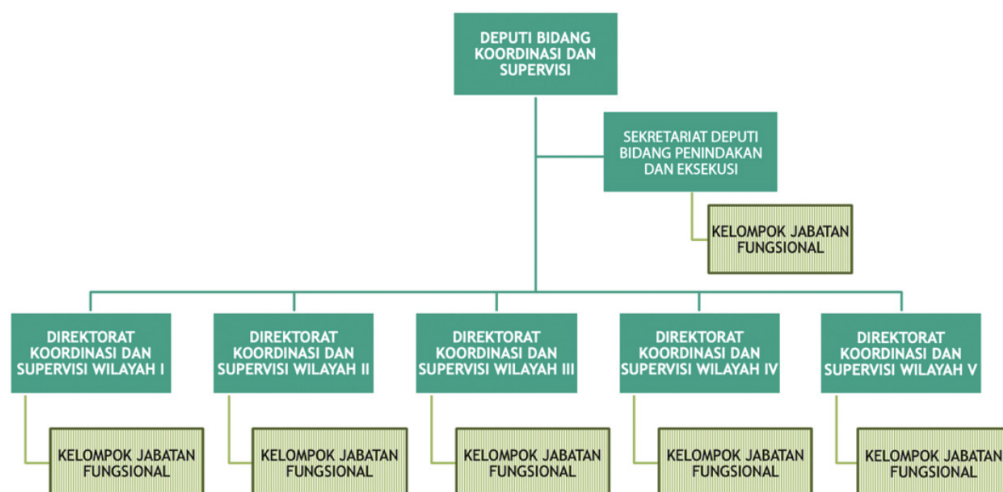 DEPUTI BIDANG
KOORDINASI DAN
SUPERVISI
SEKRETARIAT DEPUTI
BIDANG PENINDAKAN
DAN EKSEKUSI
KELOMPOK JABATAN
FUNGSIONAL
DIREKTORAT
KOORDINASI DAN
SUPERVISI WILAYAH I
DIREKTORAT
KOORDINASI DAN
SUPERVISI WILAYAH II
DIREKTORAT
KOORDINASI DAN
SUPERVISI WILAYAH III
DIREKTORAT
KOORDINASI DAN
SUPERVISI WILAYAH IV
DIREKTORAT
KOORDINASI DAN
SUPERVISI WILAYAH V
KELOMPOK JABATAN
FUNGSIONAL
KELOMPOK JABATAN
FUNGSIONAL
KELOMPOK JABATAN
FUNGSIONAL
KELOMPOK JABATAN
FUNGSIONAL
KELOMPOK JABATAN
FUNGSIONAL